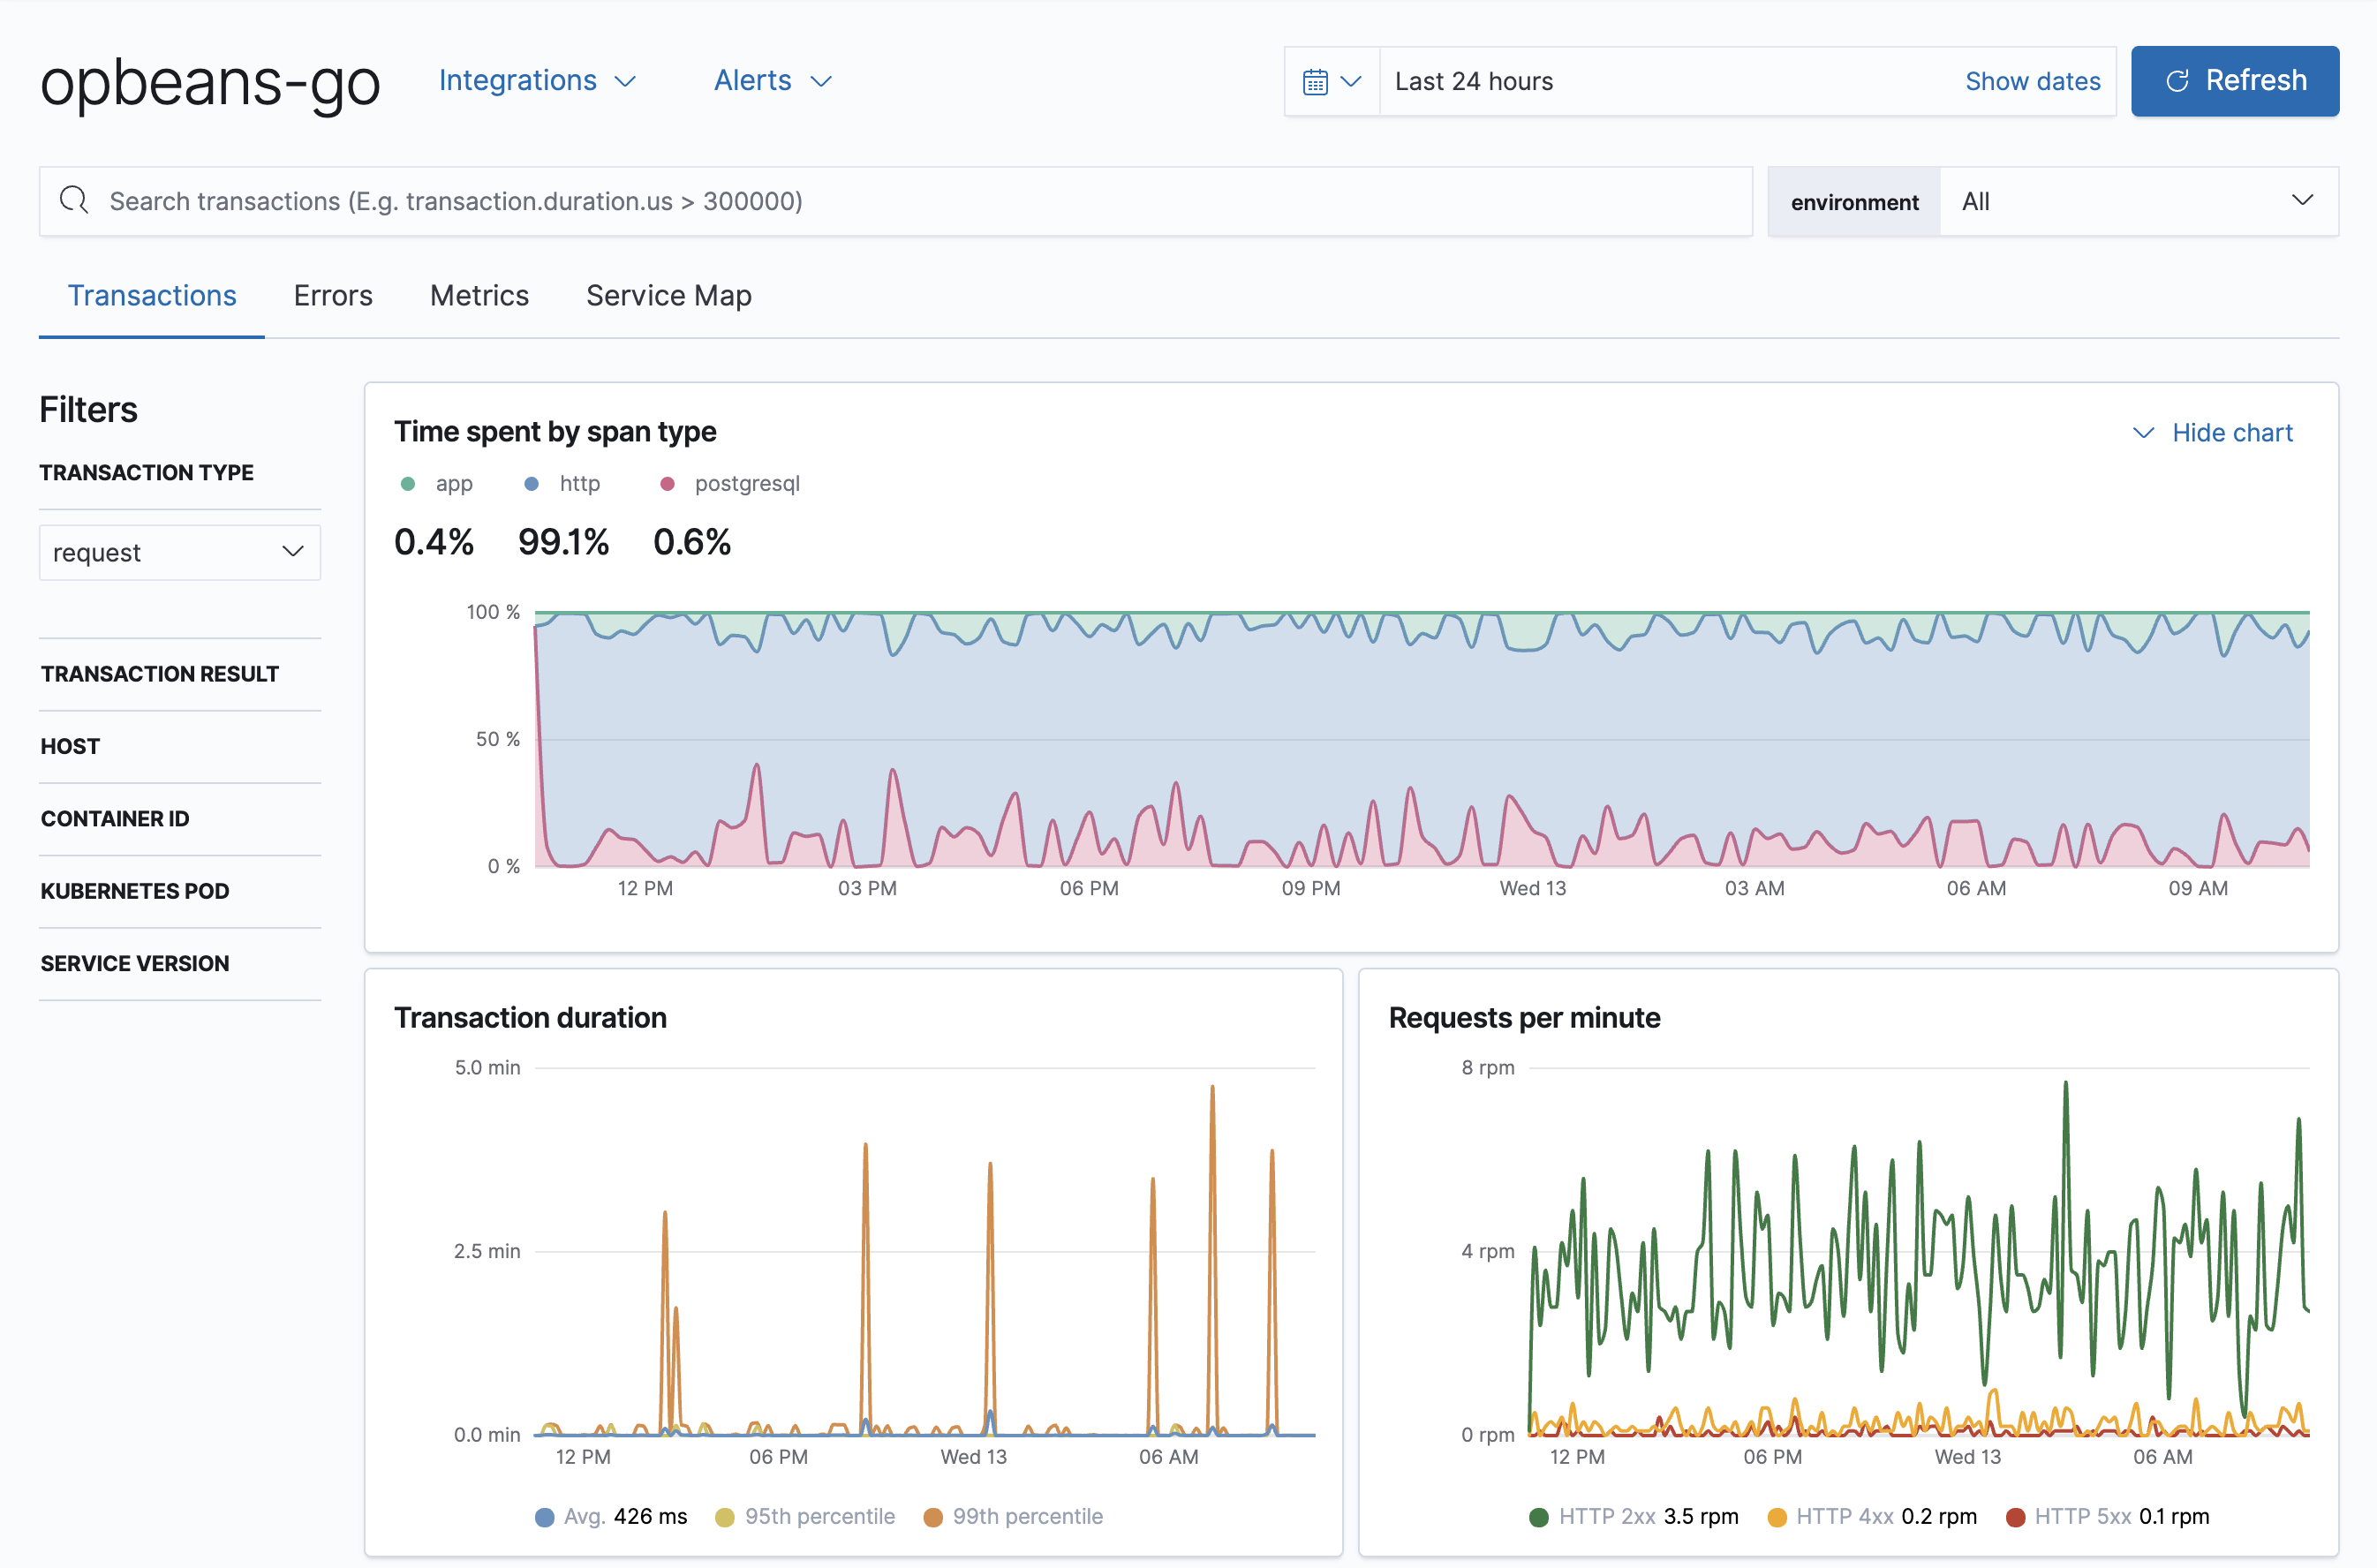 opbeans-go Integrations Alerts Last 24 hours Show dates Refresh
Search transactions (E.g. transaction.duration.us > 300000) environment All
Transactions Errors Metrics Service Map
Filters
TRANSACTION TYPE
request
TRANSACTION RESULT
HOST
CONTAINER ID
KUBERNETES POD
SERVICE VERSION
Time spent by span type Hide chart
app http postgresql
0.4% 99.1% 0.6%
100 %
50 %
0 %
12 PM 03 PM 06 PM 09 PM Wed 13 03 AM 06 AM 09 AM
Transaction duration
5.0 min
2.5 min
0.0 min
12 PM 06 PM Wed 13 06 AM
Avg. 426 ms 95th percentile 99th percentile
Requests per minute
8 rpm
4 rpm
0 rpm
12 PM 06 PM Wed 13 06 AM
HTTP 2xx 3.5 rpm HTTP 4xx 0.2 rpm HTTP 5xx 0.1 rpm